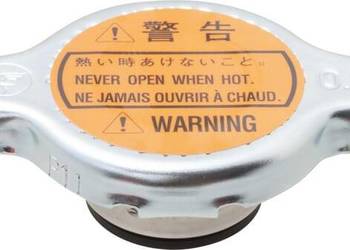 警告
熱い時あけないこと。
NEVER OPEN WHEN HOT.
NE JAMAIS OUVRIR À CHAUD.
WARNING